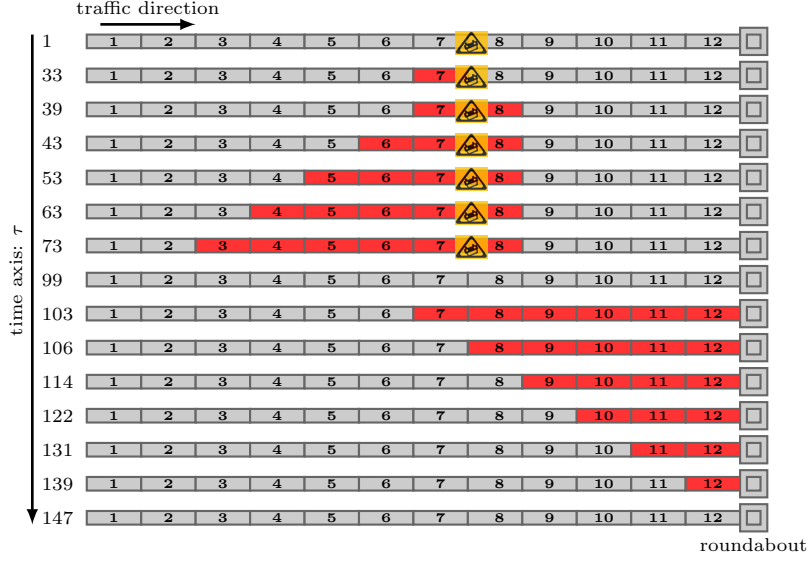 traffic direction
1 1 2 3 4 5 6 7 8 9 10 11 12
33 1 2 3 4 5 6 7 8 9 10 11 12
39 1 2 3 4 5 6 7 8 9 10 11 12
43 1 2 3 4 5 6 7 8 9 10 11 12
53 1 2 3 4 5 6 7 8 9 10 11 12
63 1 2 3 4 5 6 7 8 9 10 11 12
73 1 2 3 4 5 6 7 8 9 10 11 12
99 1 2 3 4 5 6 7 8 9 10 11 12
103 1 2 3 4 5 6 7 8 9 10 11 12
106 1 2 3 4 5 6 7 8 9 10 11 12
114 1 2 3 4 5 6 7 8 9 10 11 12
122 1 2 3 4 5 6 7 8 9 10 11 12
131 1 2 3 4 5 6 7 8 9 10 11 12
139 1 2 3 4 5 6 7 8 9 10 11 12
147 1 2 3 4 5 6 7 8 9 10 11 12
time axis: τ
roundabout